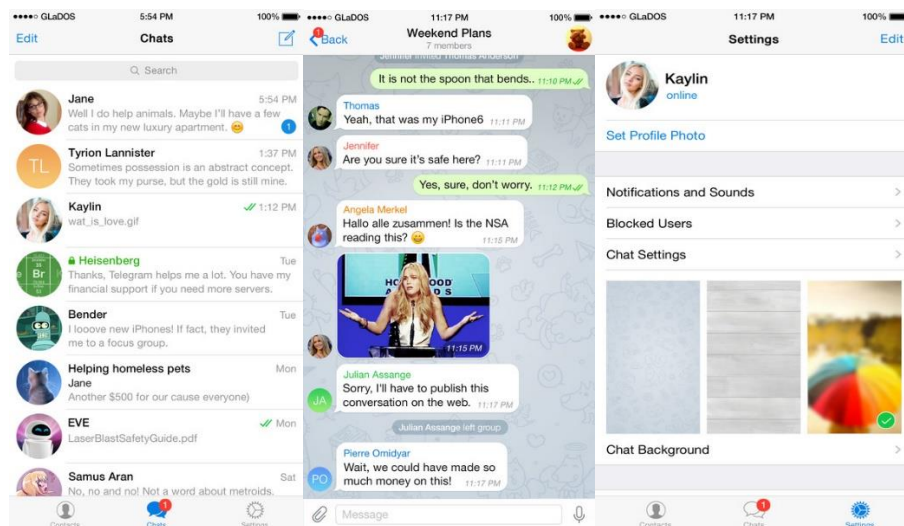 GLaDOS 5:54 PM 100%
Edit Chats
Search
Jane 5:54 PM
Well I do help animals. Maybe I'll have a few
cats in my new luxury apartment. 😊 1
TL
Tyrion Lannister 1:37 PM
Sometimes possession is an abstract concept.
They took my purse, but the gold is still mine.
Kaylin 1:12 PM
wat_is_love.gif
Br
Heisenberg Tue
Thanks, Telegram helps me a lot. You have my
financial support if you need more servers.
Bender Tue
I looove new iPhones! If fact, they invited
me to a focus group.
Helping homeless pets Mon
Jane
Another $500 for our cause everyone)
EVE Mon
LaserBlastSafetyGuide.pdf
Samus Aran Sat
No, no and no! Not a word about metroids.
1
Contacts Chats Settings
GLaDOS 11:17 PM 100%
1
Back Weekend Plans
7 members
Jennifer invited Thomas Anderson
It is not the spoon that bends.. 11:10 PM
Thomas
Yeah, that was my iPhone6 11:11 PM
Jennifer
Are you sure it's safe here? 11:11 PM
Yes, sure, don't worry. 11:12 PM
Angela Merkel
Hallo alle zusammen! Is the NSA
reading this? 😀 11:15 PM
11:15 PM
JA
Julian Assange
Sorry, I'll have to publish this
conversation on the web. 11:17 PM
Julian Assange left group
PO
Pierre Omidyar
Wait, we could have made so
much money on this! 11:17 PM
Message
GLaDOS 11:17 PM 100%
Settings Edit
Kaylin
online
Set Profile Photo
Notifications and Sounds
Blocked Users
Chat Settings
Chat Background
1
Contacts Chats Settings